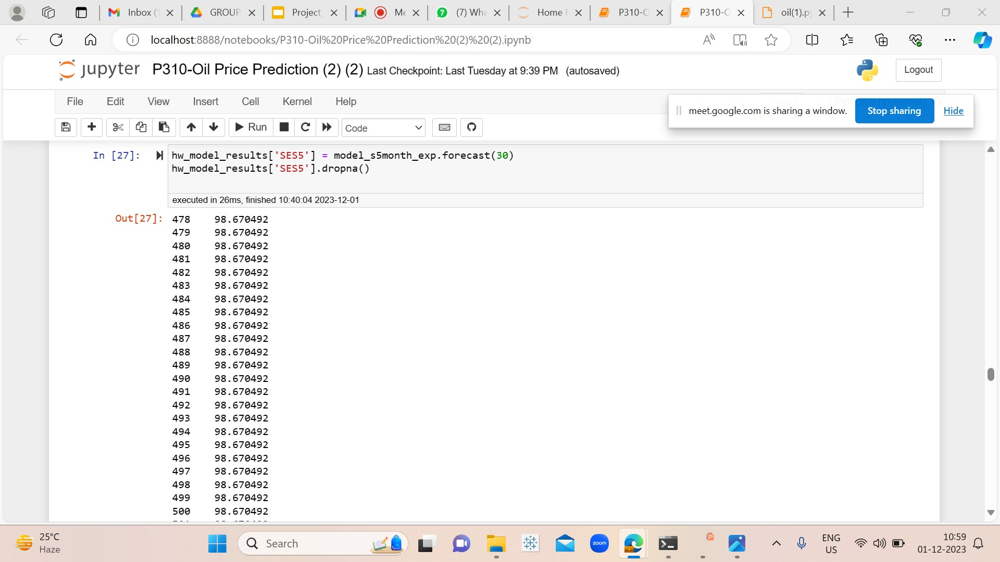 Inbox (
GROUP
Project_
Me
7
(7) Wha
Home
P310-O
P310-O
oil(1).p
localhost:8888/notebooks/P310-Oil%20Price%20Prediction%20(2)%20(2).ipynb
jupyter P310-Oil Price Prediction (2) (2) Last Checkpoint: Last Tuesday at 9:39 PM (autosaved)
Logout
File Edit View Insert Cell Kernel Help
Trusted
Python 3 (ipykernel)
meet.google.com is sharing a window. Stop sharing Hide
Run
Code
In [27]: hw_model_results['SES5'] = model_s5month_exp.forecast(30)
hw_model_results['SES5'].dropna()
executed in 26ms, finished 10:40:04 2023-12-01
Out[27]: 478 98.670492
479 98.670492
480 98.670492
481 98.670492
482 98.670492
483 98.670492
484 98.670492
485 98.670492
486 98.670492
487 98.670492
488 98.670492
489 98.670492
490 98.670492
491 98.670492
492 98.670492
493 98.670492
494 98.670492
495 98.670492
496 98.670492
497 98.670492
498 98.670492
499 98.670492
500 98.670492
25°C
Haze
Search
zoom
ENG
US
10:59
01-12-2023